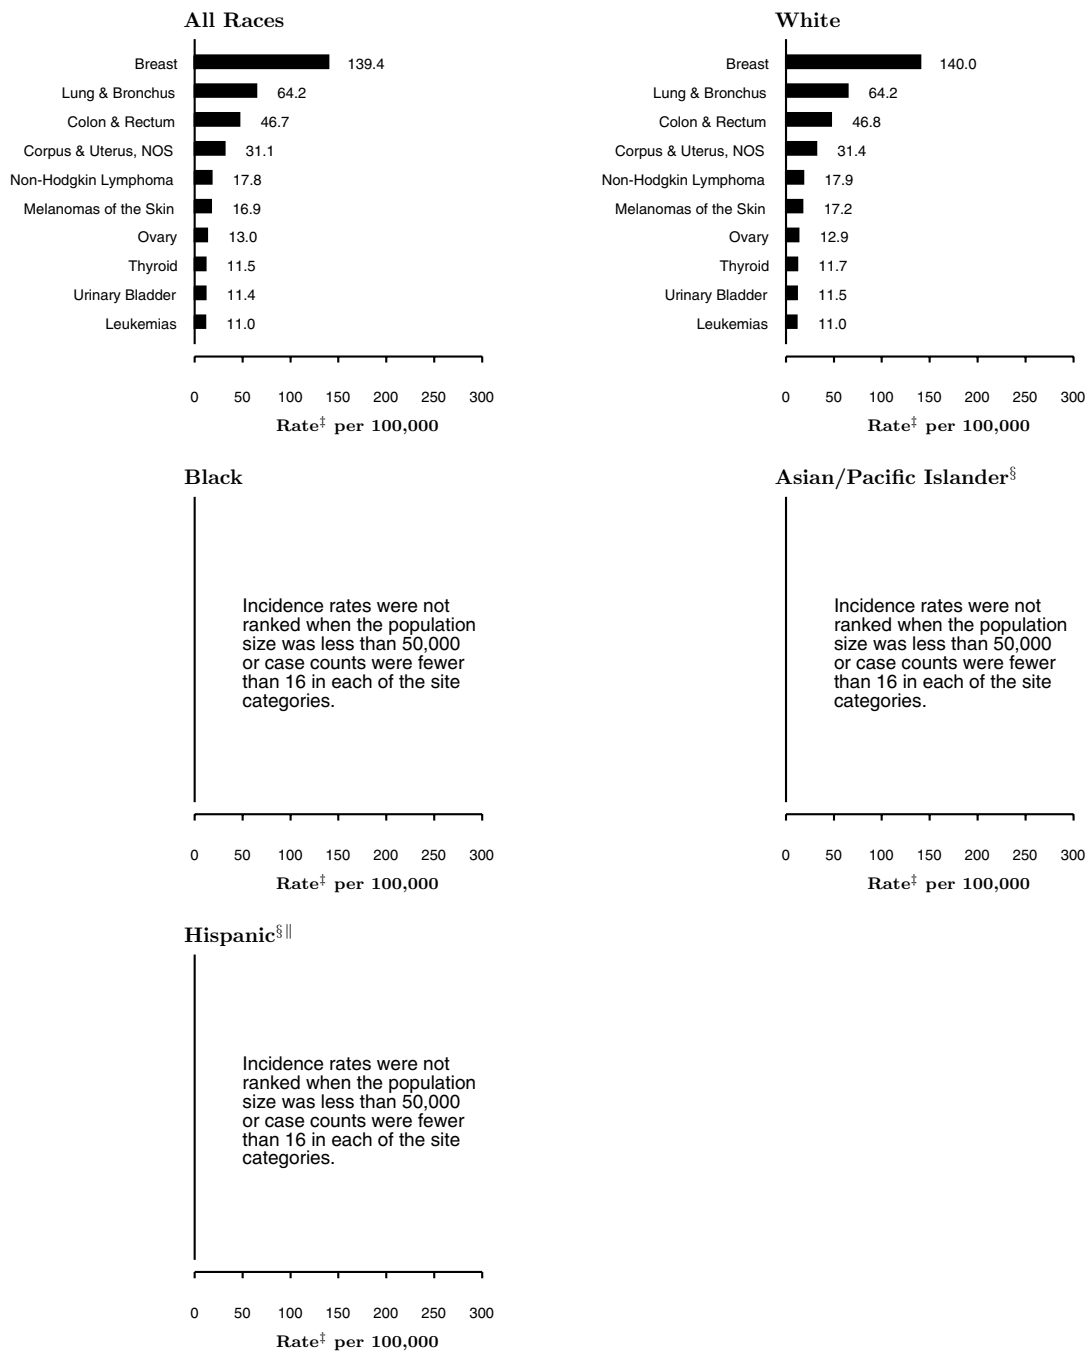 All Races
Breast 139.4
Lung & Bronchus 64.2
Colon & Rectum 46.7
Corpus & Uterus, NOS 31.1
Non-Hodgkin Lymphoma 17.8
Melanomas of the Skin 16.9
Ovary 13.0
Thyroid 11.5
Urinary Bladder 11.4
Leukemias 11.0
0 50 100 150 200 250 300
Rate‡ per 100,000
White
Breast 140.0
Lung & Bronchus 64.2
Colon & Rectum 46.8
Corpus & Uterus, NOS 31.4
Non-Hodgkin Lymphoma 17.9
Melanomas of the Skin 17.2
Ovary 12.9
Thyroid 11.7
Urinary Bladder 11.5
Leukemias 11.0
0 50 100 150 200 250 300
Rate‡ per 100,000
Black
Incidence rates were not
ranked when the population
size was less than 50,000
or case counts were fewer
than 16 in each of the site
categories.
0 50 100 150 200 250 300
Rate‡ per 100,000
Asian/Pacific Islander§
Incidence rates were not
ranked when the population
size was less than 50,000
or case counts were fewer
than 16 in each of the site
categories.
0 50 100 150 200 250 300
Rate‡ per 100,000
Hispanic§‖
Incidence rates were not
ranked when the population
size was less than 50,000
or case counts were fewer
than 16 in each of the site
categories.
0 50 100 150 200 250 300
Rate‡ per 100,000